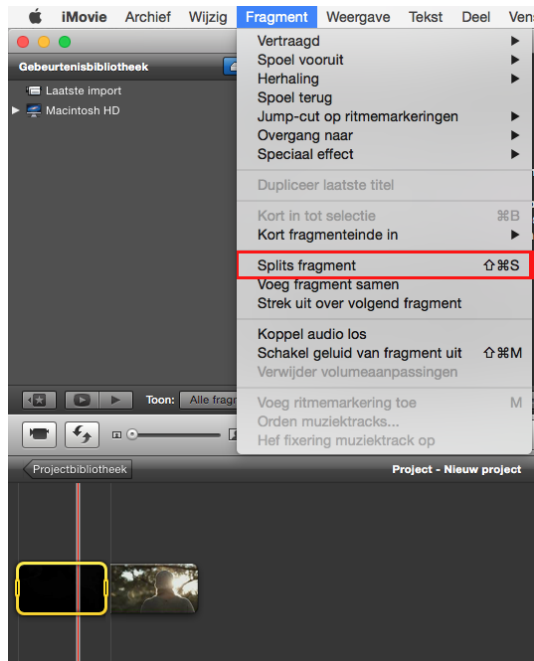 iMovie Archief Wijzig Fragment Weergave Tekst Deel Ven
Gebeurtenisbibliotheek
Laatste import
Macintosh HD
Vertraagd
Spoel vooruit
Herhaling
Spoel terug
Jump-cut op ritmemarkeringen
Overgang naar
Speciaal effect
Dupliceer laatste titel
Kort in tot selectie ⌘B
Kort fragmenteinde in
Splits fragment ⇧⌘S
Voeg fragment samen
Strek uit over volgend fragment
Koppel audio los
Schakel geluid van fragment uit ⇧⌘M
Verwijder volumeaanpassingen
Voeg ritmemarkering toe M
Orden muziektracks...
Hef fixering muziektrack op
Toon: Alle fragr
Projectbibliotheek Project - Nieuw project